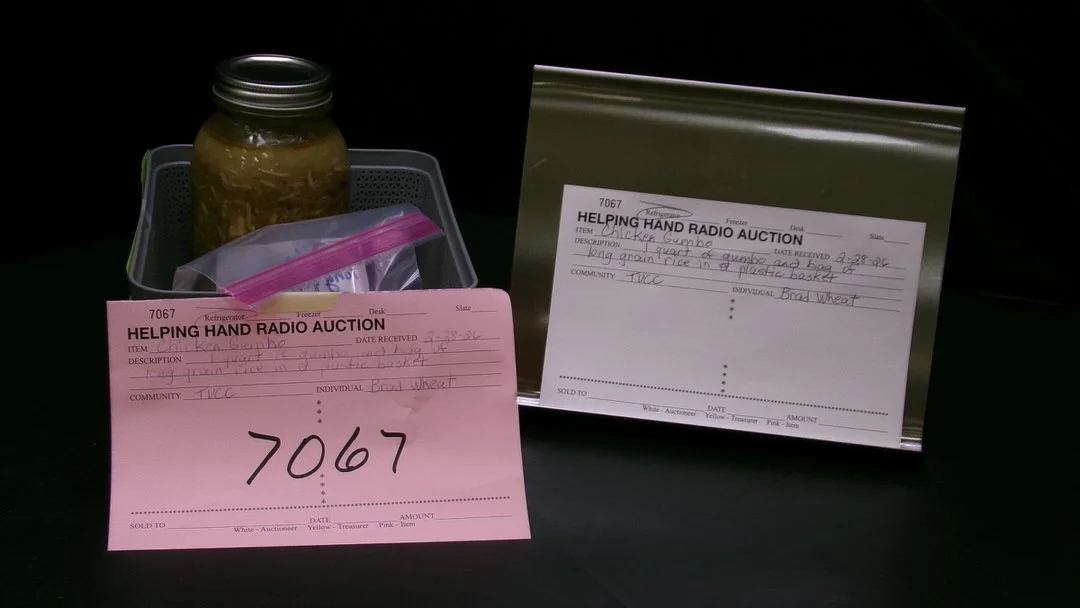 7067 Refrigerator Freezer Desk Slate
HELPING HAND RADIO AUCTION
ITEM Chicken Gumbo DATE RECEIVED 2-28-26
DESCRIPTION 1 quart of gumbo and bag of
long grain rice in a plastic basket
COMMUNITY TVCC INDIVIDUAL Brad Wheat
7067
SOLD TO DATE AMOUNT
White - Auctioneer Yellow - Treasurer Pink - Item
7067 Refrigerator Freezer Desk Slate
HELPING HAND RADIO AUCTION
ITEM Chicken Gumbo DATE RECEIVED 2-28-26
DESCRIPTION 1 quart of gumbo and bag of
long grain rice in a plastic basket
COMMUNITY TVCC INDIVIDUAL Brad Wheat
SOLD TO DATE AMOUNT
White - Auctioneer Yellow - Treasurer Pink - Item